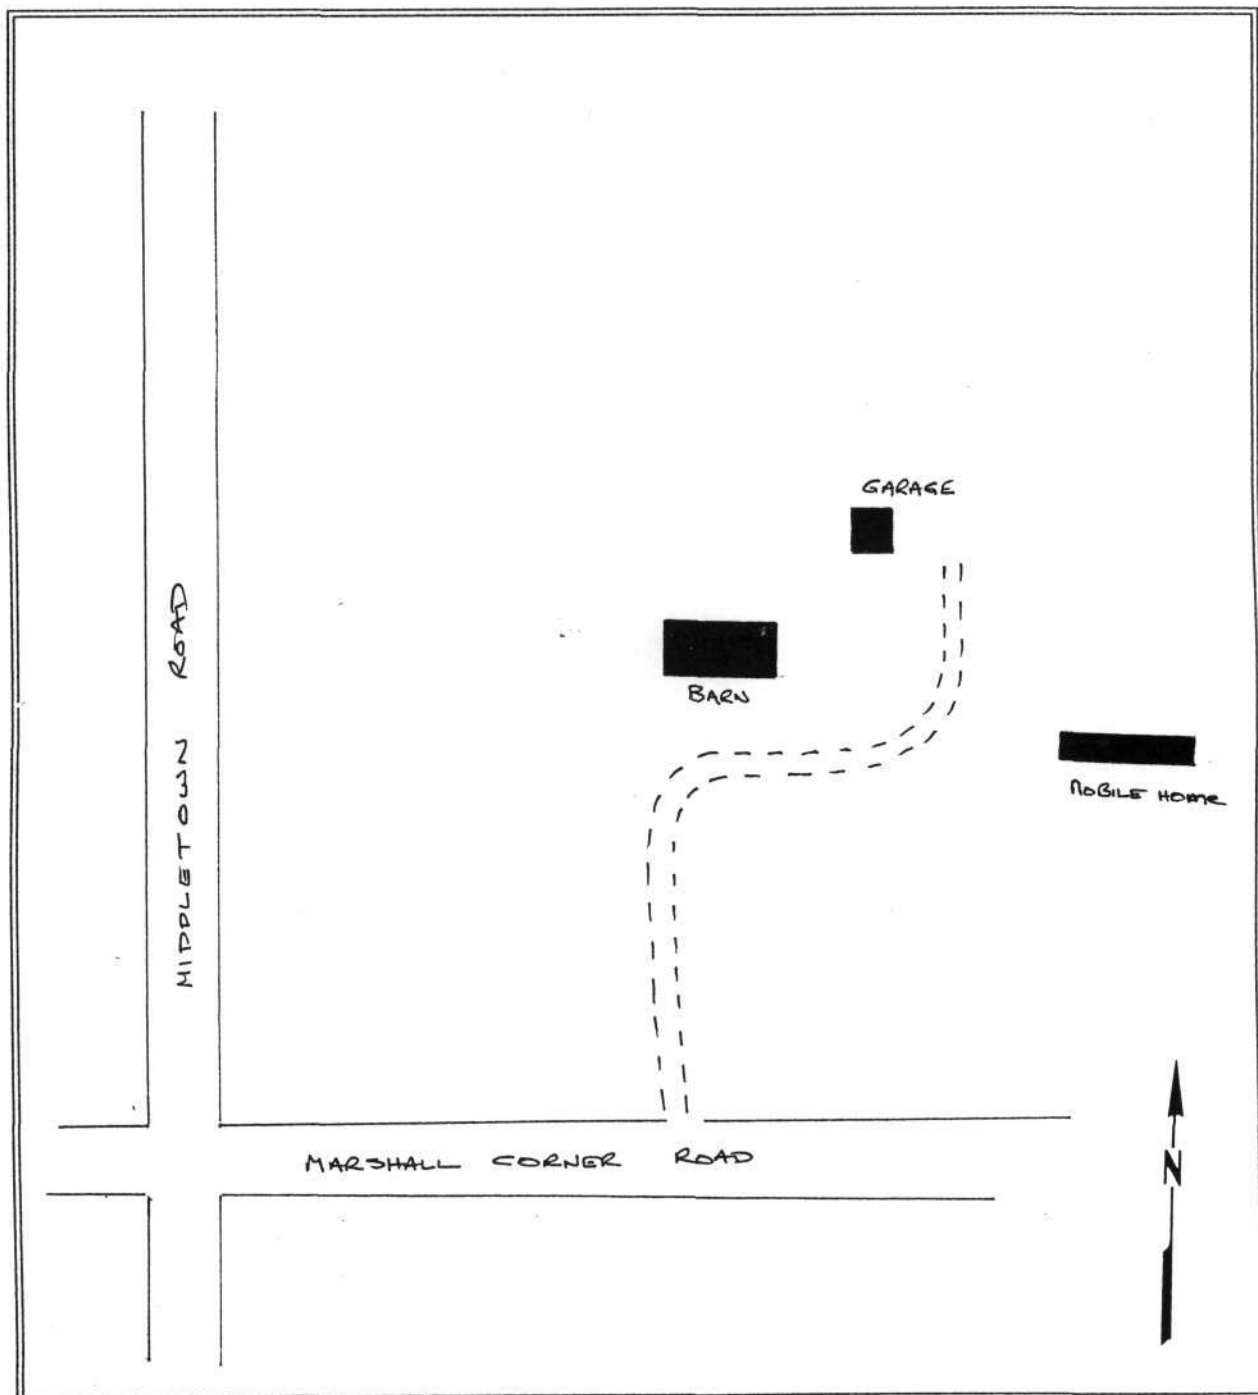 GARAGE
BARN
MOBILE HOME
MIDDLETOWN ROAD
MARSHALL CORNER ROAD
N